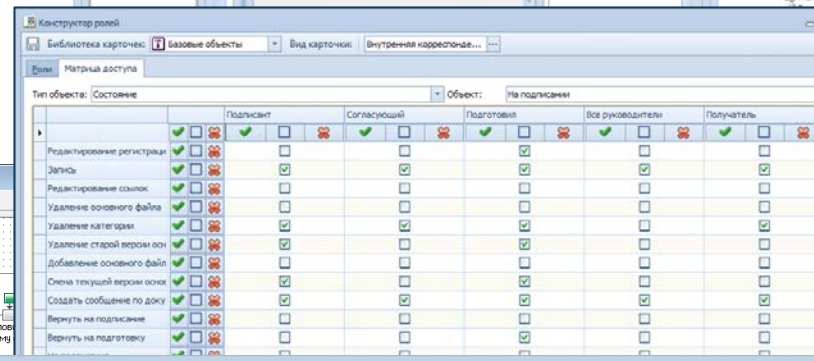 Конструктор ролей
Библиотека карточек: Базовые объекты Вид карточки: Внутренняя корреспонде...
Роли Матрица доступа
Тип объекта: Состояние Объект: На подписании
Подписант Согласующий Подготовил Все руководители Получатель
Редактирование регистраци
Запись
Редактирование ссылок
Удаление основного файла
Удаление категории
Удаление старой версии осн
Добавление основного файл
Смена текущей версии основ
Создать сообщение по доку
Вернуть на подписание
Вернуть на подготовку